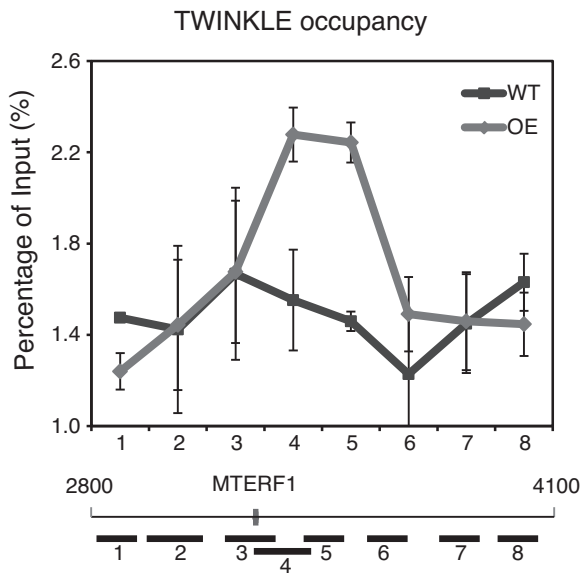 TWINKLE occupancy
Percentage of Input (%)
2.6
2.2
1.8
1.4
1.0
WT
OE
1 2 3 4 5 6 7 8
2800 MTERF1 4100
1 2 3 5 6 7 8
4